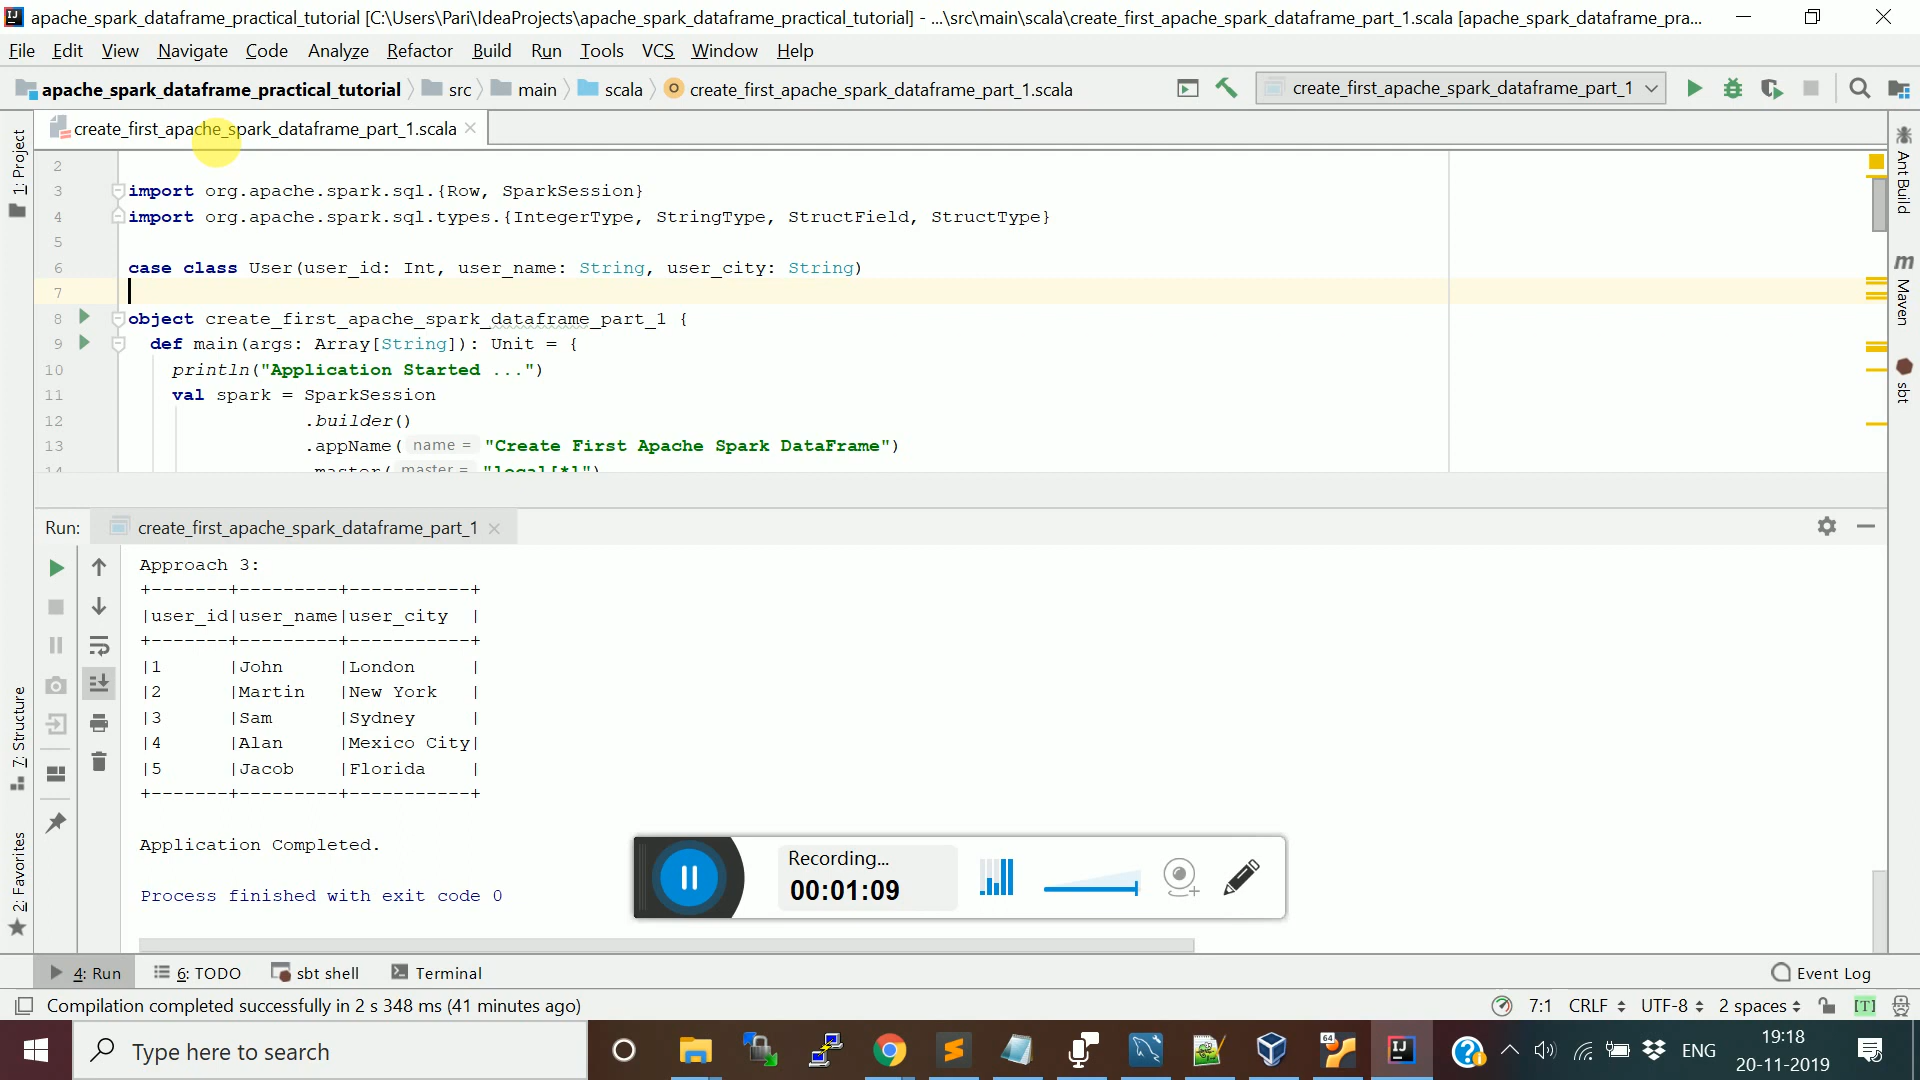 apache_spark_dataframe_practical_tutorial [C:\Users\Pari\IdeaProjects\apache_spark_dataframe_practical_tutorial] - ...\src\main\scala\create_first_apache_spark_dataframe_part_1.scala [apache_spark_dataframe_pra...
File Edit View Navigate Code Analyze Refactor Build Run Tools VCS Window Help
apache_spark_dataframe_practical_tutorial src main scala create_first_apache_spark_dataframe_part_1.scala create_first_apache_spark_dataframe_part_1
create_first_apache_spark_dataframe_part_1.scala
1: Project
7: Structure
2: Favorites
Ant Build
Maven
sbt
2
3 import org.apache.spark.sql.{Row, SparkSession}
4 import org.apache.spark.sql.types.{IntegerType, StringType, StructField, StructType}
5
6 case class User(user_id: Int, user_name: String, user_city: String)
7
8 object create_first_apache_spark_dataframe_part_1 {
9 def main(args: Array[String]): Unit = {
10 println("Application Started ...")
11 val spark = SparkSession
12 .builder()
13 .appName( name = "Create First Apache Spark DataFrame")
14 .master( master = "local[*]")
Run: create_first_apache_spark_dataframe_part_1
Approach 3:
+-------+---------+-----------+
|user_id|user_name|user_city  |
+-------+---------+-----------+
|1      |John     |London     |
|2      |Martin   |New York   |
|3      |Sam      |Sydney     |
|4      |Alan     |Mexico City|
|5      |Jacob    |Florida    |
+-------+---------+-----------+
Application Completed.
Process finished with exit code 0
Recording...
00:01:09
4: Run 6: TODO sbt shell Terminal Event Log
Compilation completed successfully in 2 s 348 ms (41 minutes ago) 7:1 CRLF UTF-8 2 spaces [T]
Type here to search
64
IJ
ENG
19:18
20-11-2019